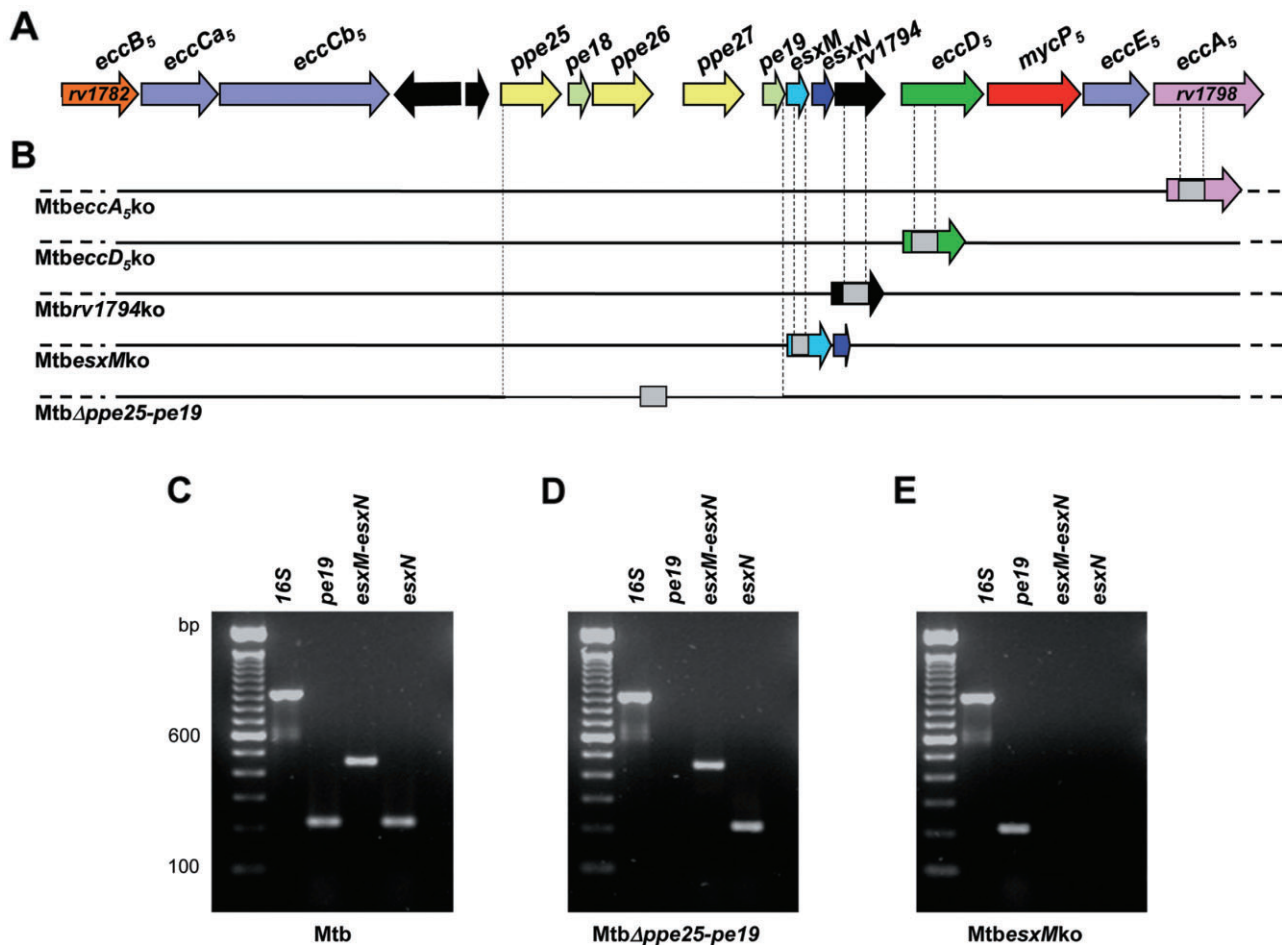 A
eccB5 eccCa5 eccCb5 ppe25 pe18 ppe26 ppe27 pe19 esxM esxN rv1794 eccD5 mycP5 eccE5 eccA5
rv1782 rv1798
B
MtbeccA5ko
MtbeccD5ko
Mtbrv1794ko
MtbesxMko
MtbΔppe25-pe19
C
16S pe19 esxM-esxN esxN
bp
600
100
Mtb
D
16S pe19 esxM-esxN esxN
MtbΔppe25-pe19
E
16S pe19 esxM-esxN esxN
MtbesxMko